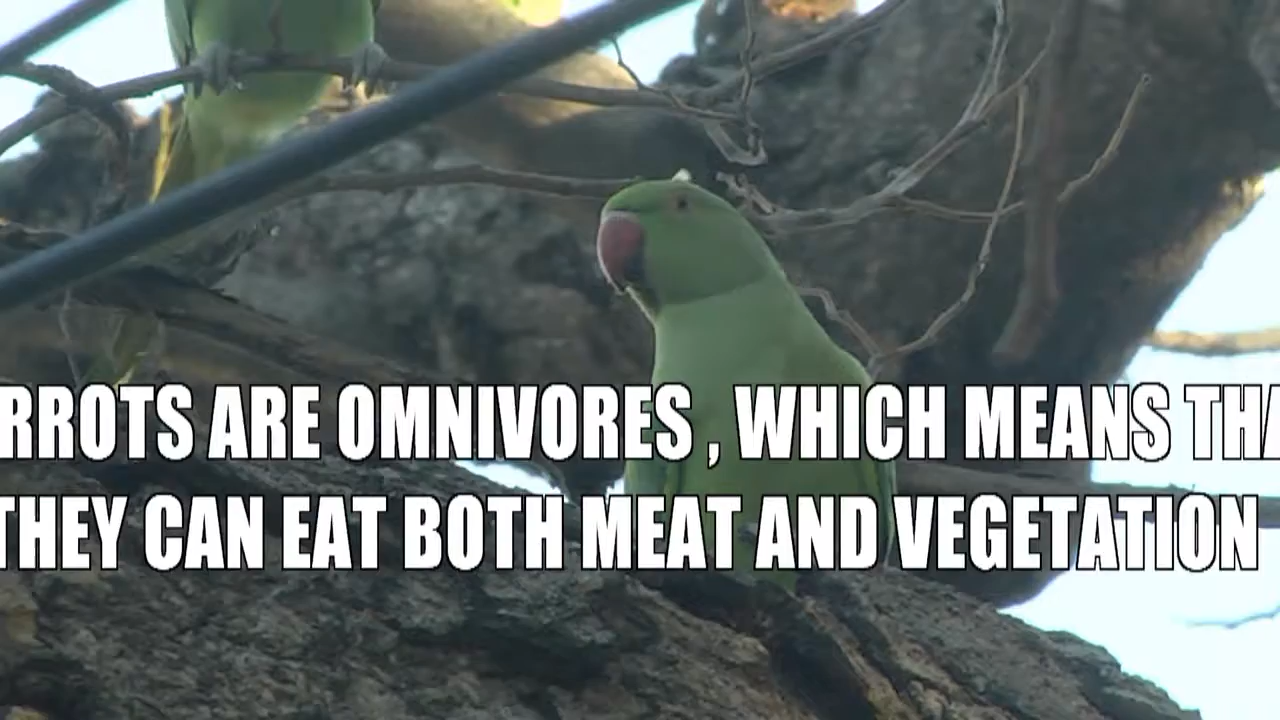 RROTS ARE OMNIVORES , WHICH MEANS THA
THEY CAN EAT BOTH MEAT AND VEGETATION